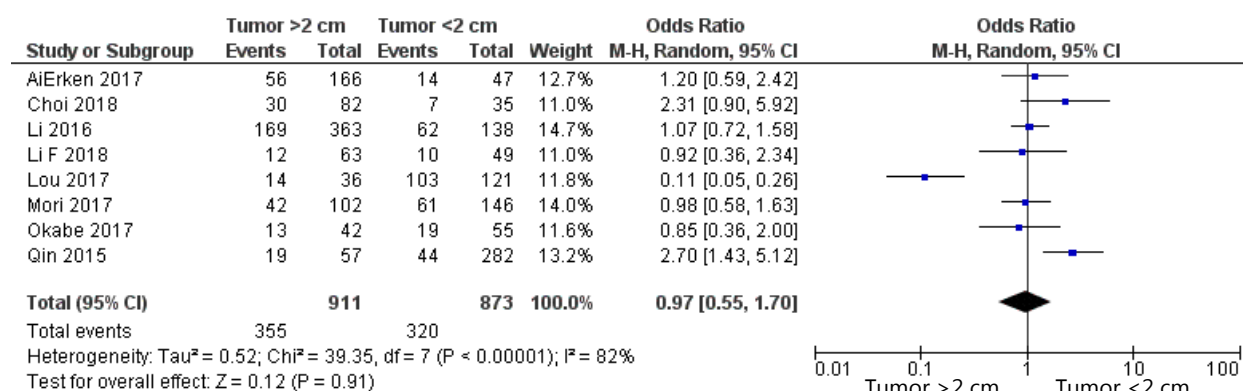 Tumor >2 cm Tumor <2 cm Odds Ratio Odds Ratio
Study or Subgroup Events Total Events Total Weight M-H, Random, 95% CI M-H, Random, 95% CI
AiErken 2017 56 166 14 47 12.7% 1.20 [0.59, 2.42]
Choi 2018 30 82 7 35 11.0% 2.31 [0.90, 5.92]
Li 2016 169 363 62 138 14.7% 1.07 [0.72, 1.58]
Li F 2018 12 63 10 49 11.0% 0.92 [0.36, 2.34]
Lou 2017 14 36 103 121 11.8% 0.11 [0.05, 0.26]
Mori 2017 42 102 61 146 14.0% 0.98 [0.58, 1.63]
Okabe 2017 13 42 19 55 11.6% 0.85 [0.36, 2.00]
Qin 2015 19 57 44 282 13.2% 2.70 [1.43, 5.12]
Total (95% CI) 911 873 100.0% 0.97 [0.55, 1.70]
Total events 355 320
Heterogeneity: Tau² = 0.52; Chi² = 39.35, df = 7 (P < 0.00001); I² = 82%
Test for overall effect: Z = 0.12 (P = 0.91)
0.01 0.1 1 10 100
Tumor >2 cm Tumor <2 cm